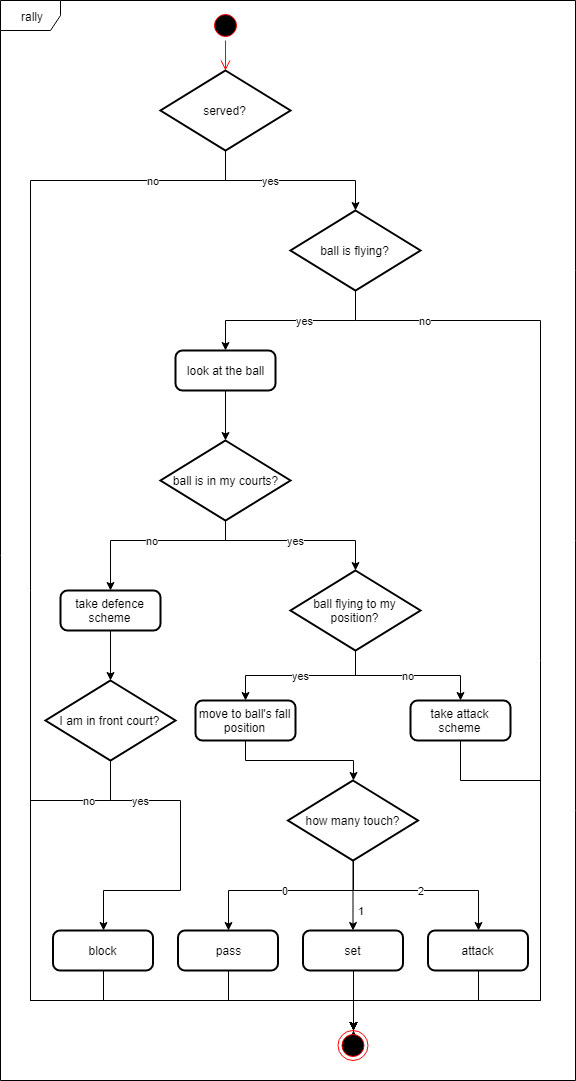 rally
served?
no
yes
ball is flying?
yes
no
look at the ball
ball is in my courts?
no
yes
take defence
scheme
ball flying to my
position?
yes
no
I am in front court?
move to ball's fall
position
take attack
scheme
no
yes
how many touch?
0
1
2
block
pass
set
attack